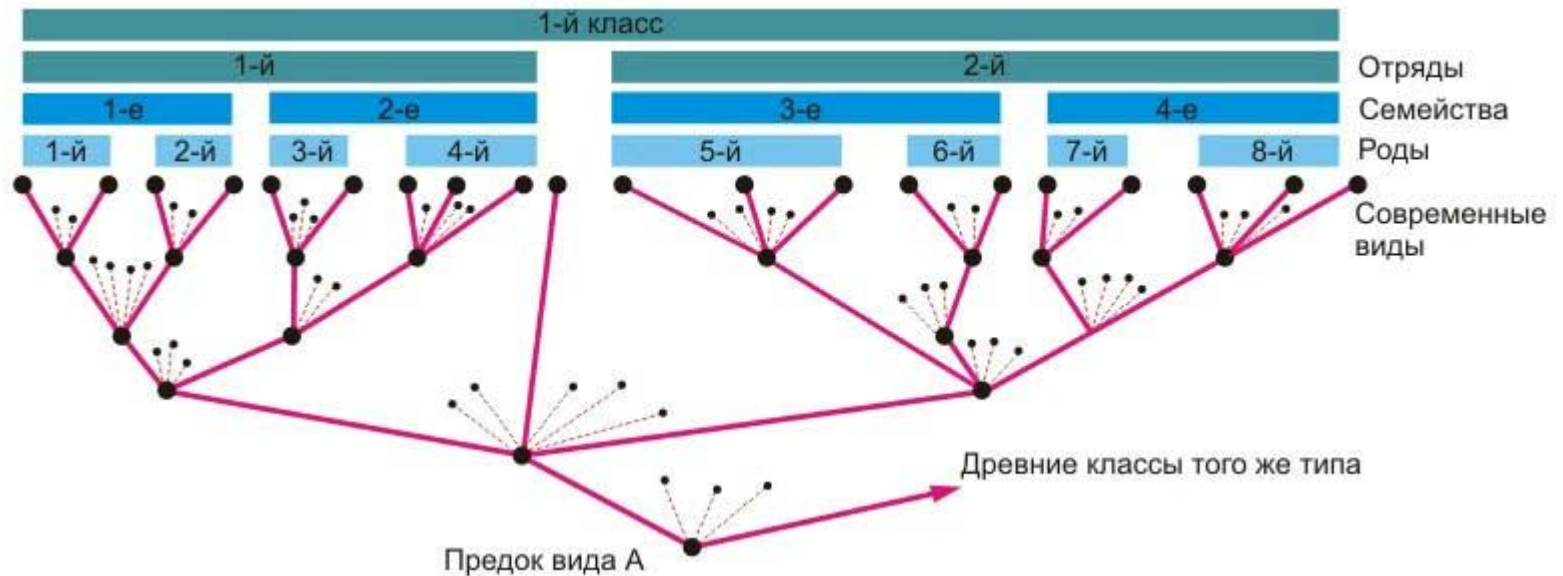 1-й класс
1-й 2-й Отряды
1-е 2-е 3-е 4-е Семейства
1-й 2-й 3-й 4-й 5-й 6-й 7-й 8-й Роды
Современные
виды
Древние классы того же типа
Предок вида А